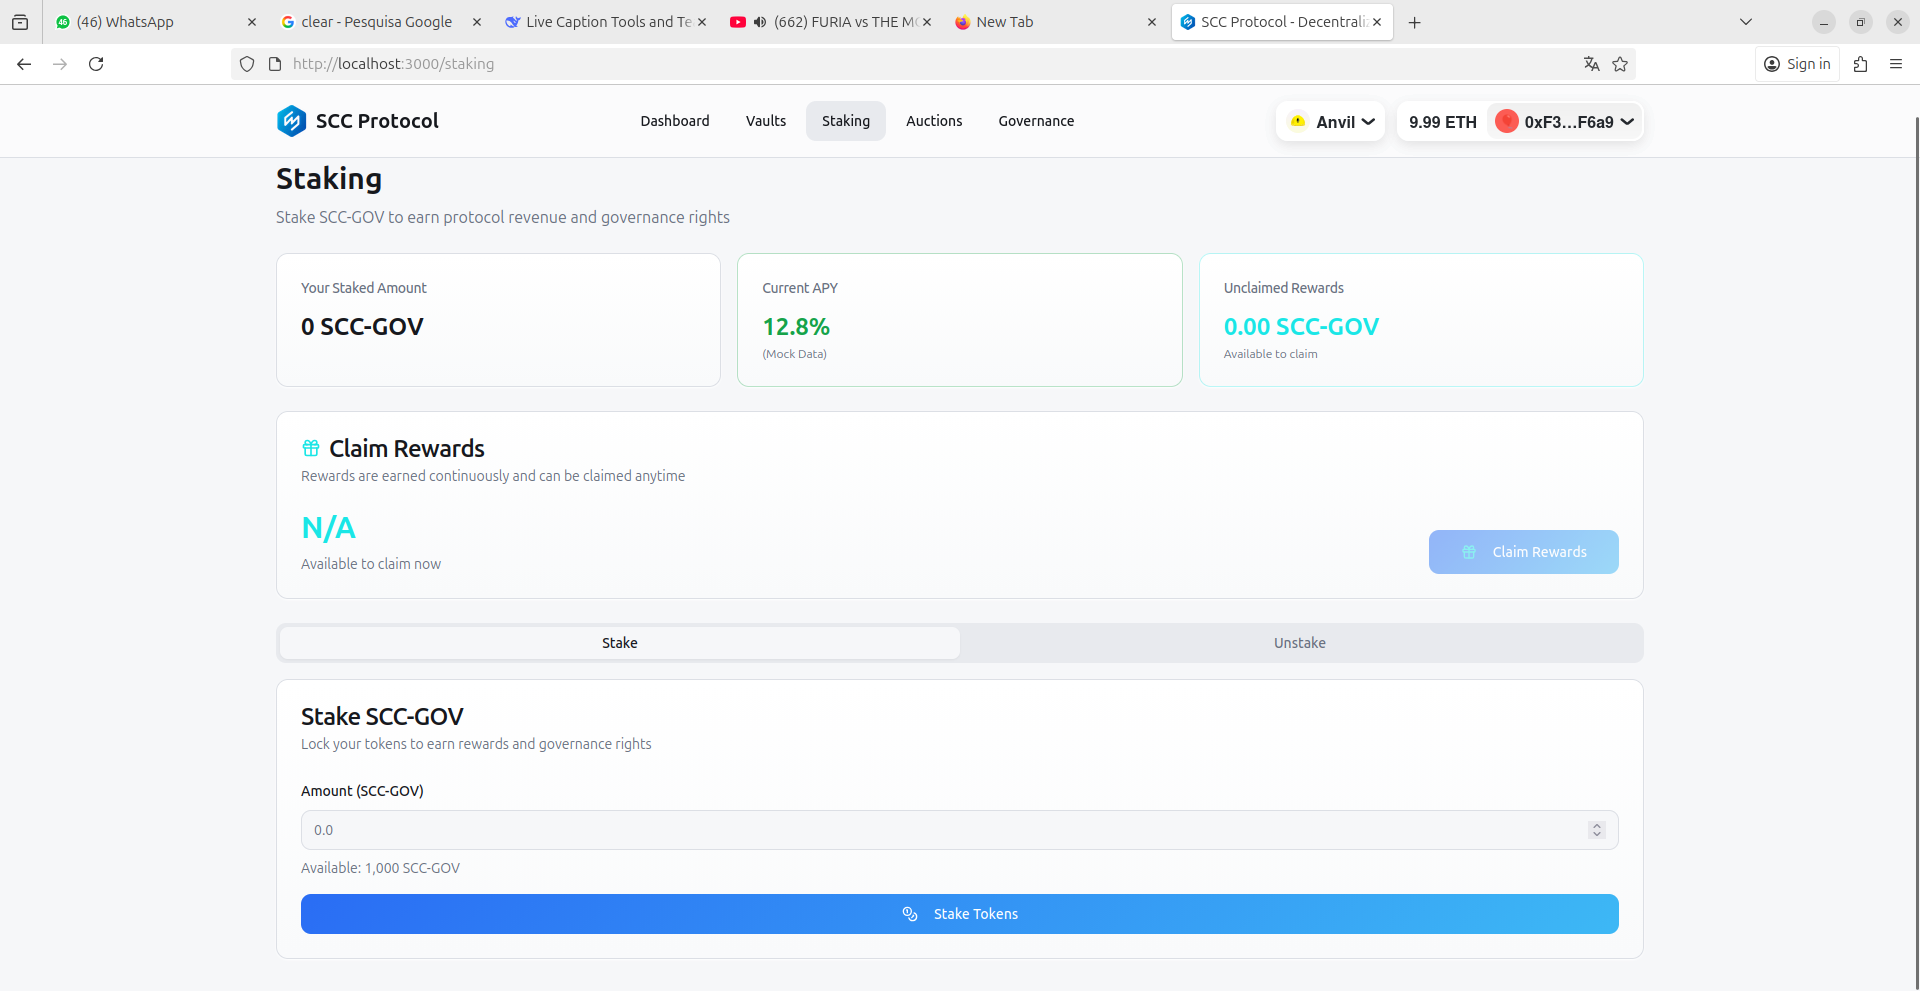 (46) WhatsApp
clear - Pesquisa Google
Live Caption Tools and Te
(662) FURIA vs THE MO
New Tab
SCC Protocol - Decentraliz
http://localhost:3000/staking
Sign in
SCC Protocol
Dashboard
Vaults
Staking
Auctions
Governance
Anvil
9.99 ETH
0xF3...F6a9
Staking
Stake SCC-GOV to earn protocol revenue and governance rights
Your Staked Amount
0 SCC-GOV
Current APY
12.8%
(Mock Data)
Unclaimed Rewards
0.00 SCC-GOV
Available to claim
Claim Rewards
Rewards are earned continuously and can be claimed anytime
N/A
Available to claim now
Claim Rewards
Stake
Unstake
Stake SCC-GOV
Lock your tokens to earn rewards and governance rights
Amount (SCC-GOV)
0.0
Available: 1,000 SCC-GOV
Stake Tokens